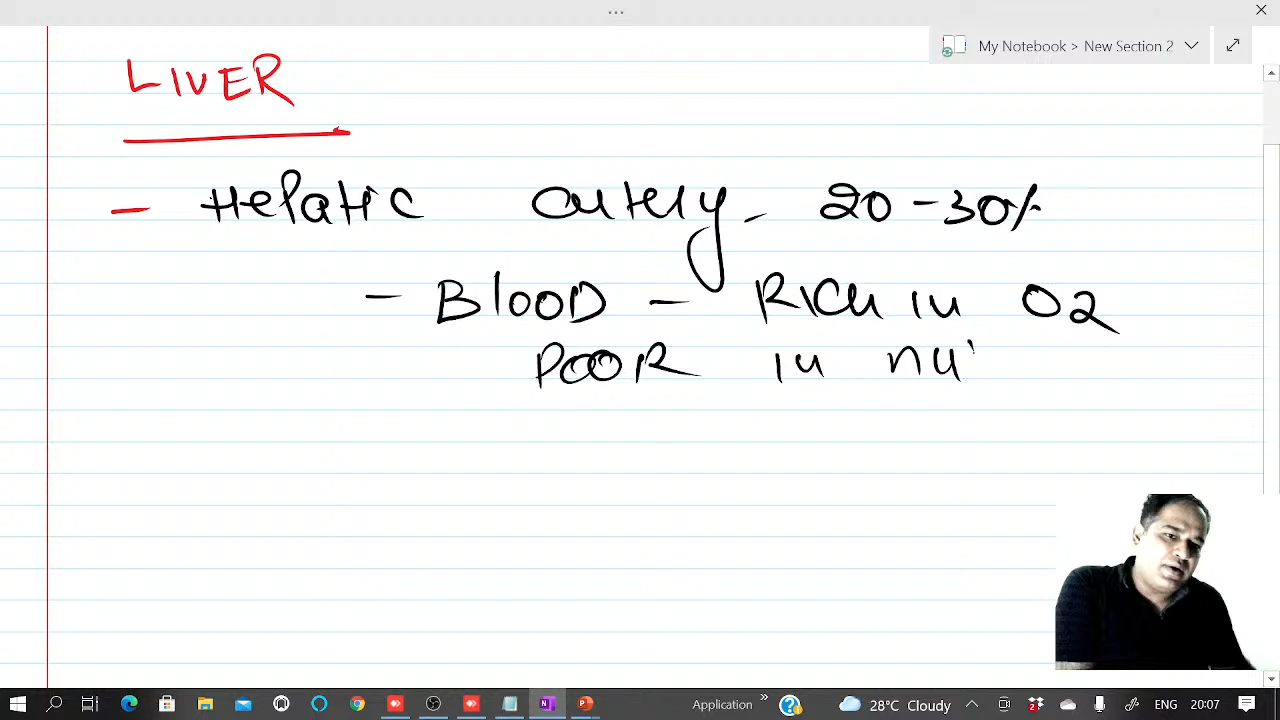 My Notebook > New Section 2
LIVER
- Hepatic artery - 20-30%
- BlOOD - RICH in O2
POOR in nu
Application
28°C Cloudy
ENG
20:07